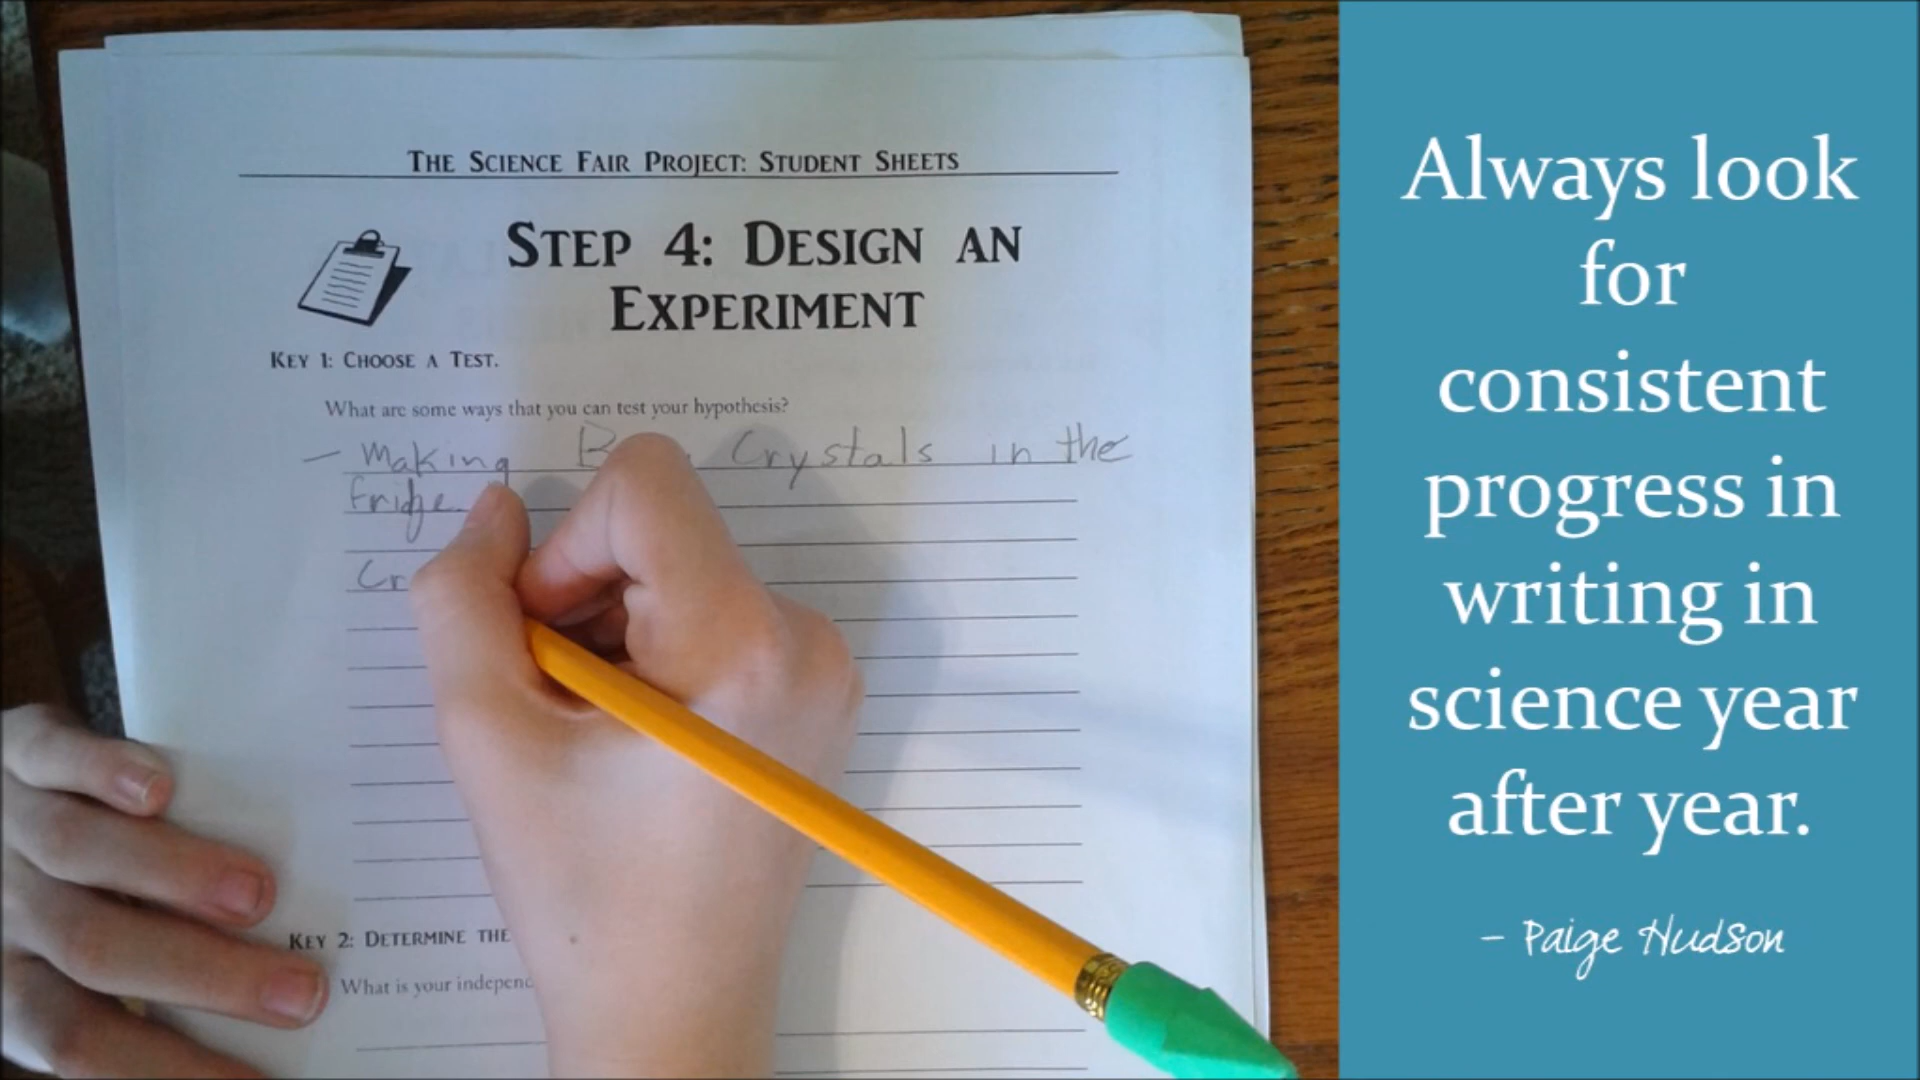 THE SCIENCE FAIR PROJECT: STUDENT SHEETS
STEP 4: DESIGN AN
EXPERIMENT
KEY 1: CHOOSE A TEST.
What are some ways that you can test your hypothesis?
- Making Crystals in the
fridge.
KEY 2: DETERMINE THE
What is your
Always look
for
consistent
progress in
writing in
science year
after year.
- Paige Hudson